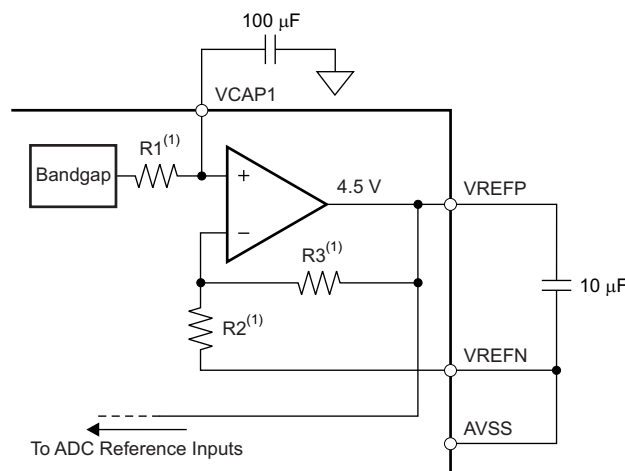 100 μF
VCAP1
R1(1)
Bandgap
+
4.5 V
VREFP
−
R3(1)
10 μF
R2(1)
VREFN
AVSS
To ADC Reference Inputs